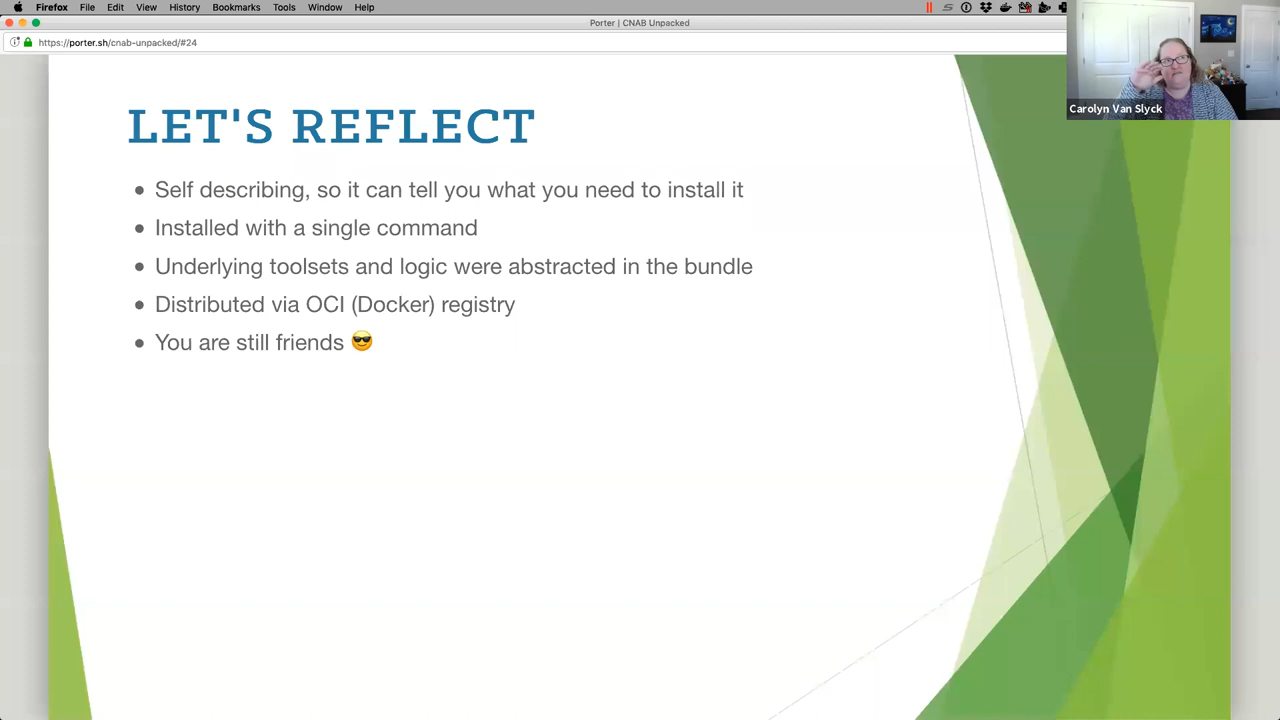 Firefox File Edit View History Bookmarks Tools Window Help
Porter | CNAB Unpacked
https://porter.sh/cnab-unpacked/#24
Carolyn Van Slyck
LET'S REFLECT
Self describing, so it can tell you what you need to install it
Installed with a single command
Underlying toolsets and logic were abstracted in the bundle
Distributed via OCI (Docker) registry
You are still friends 😎